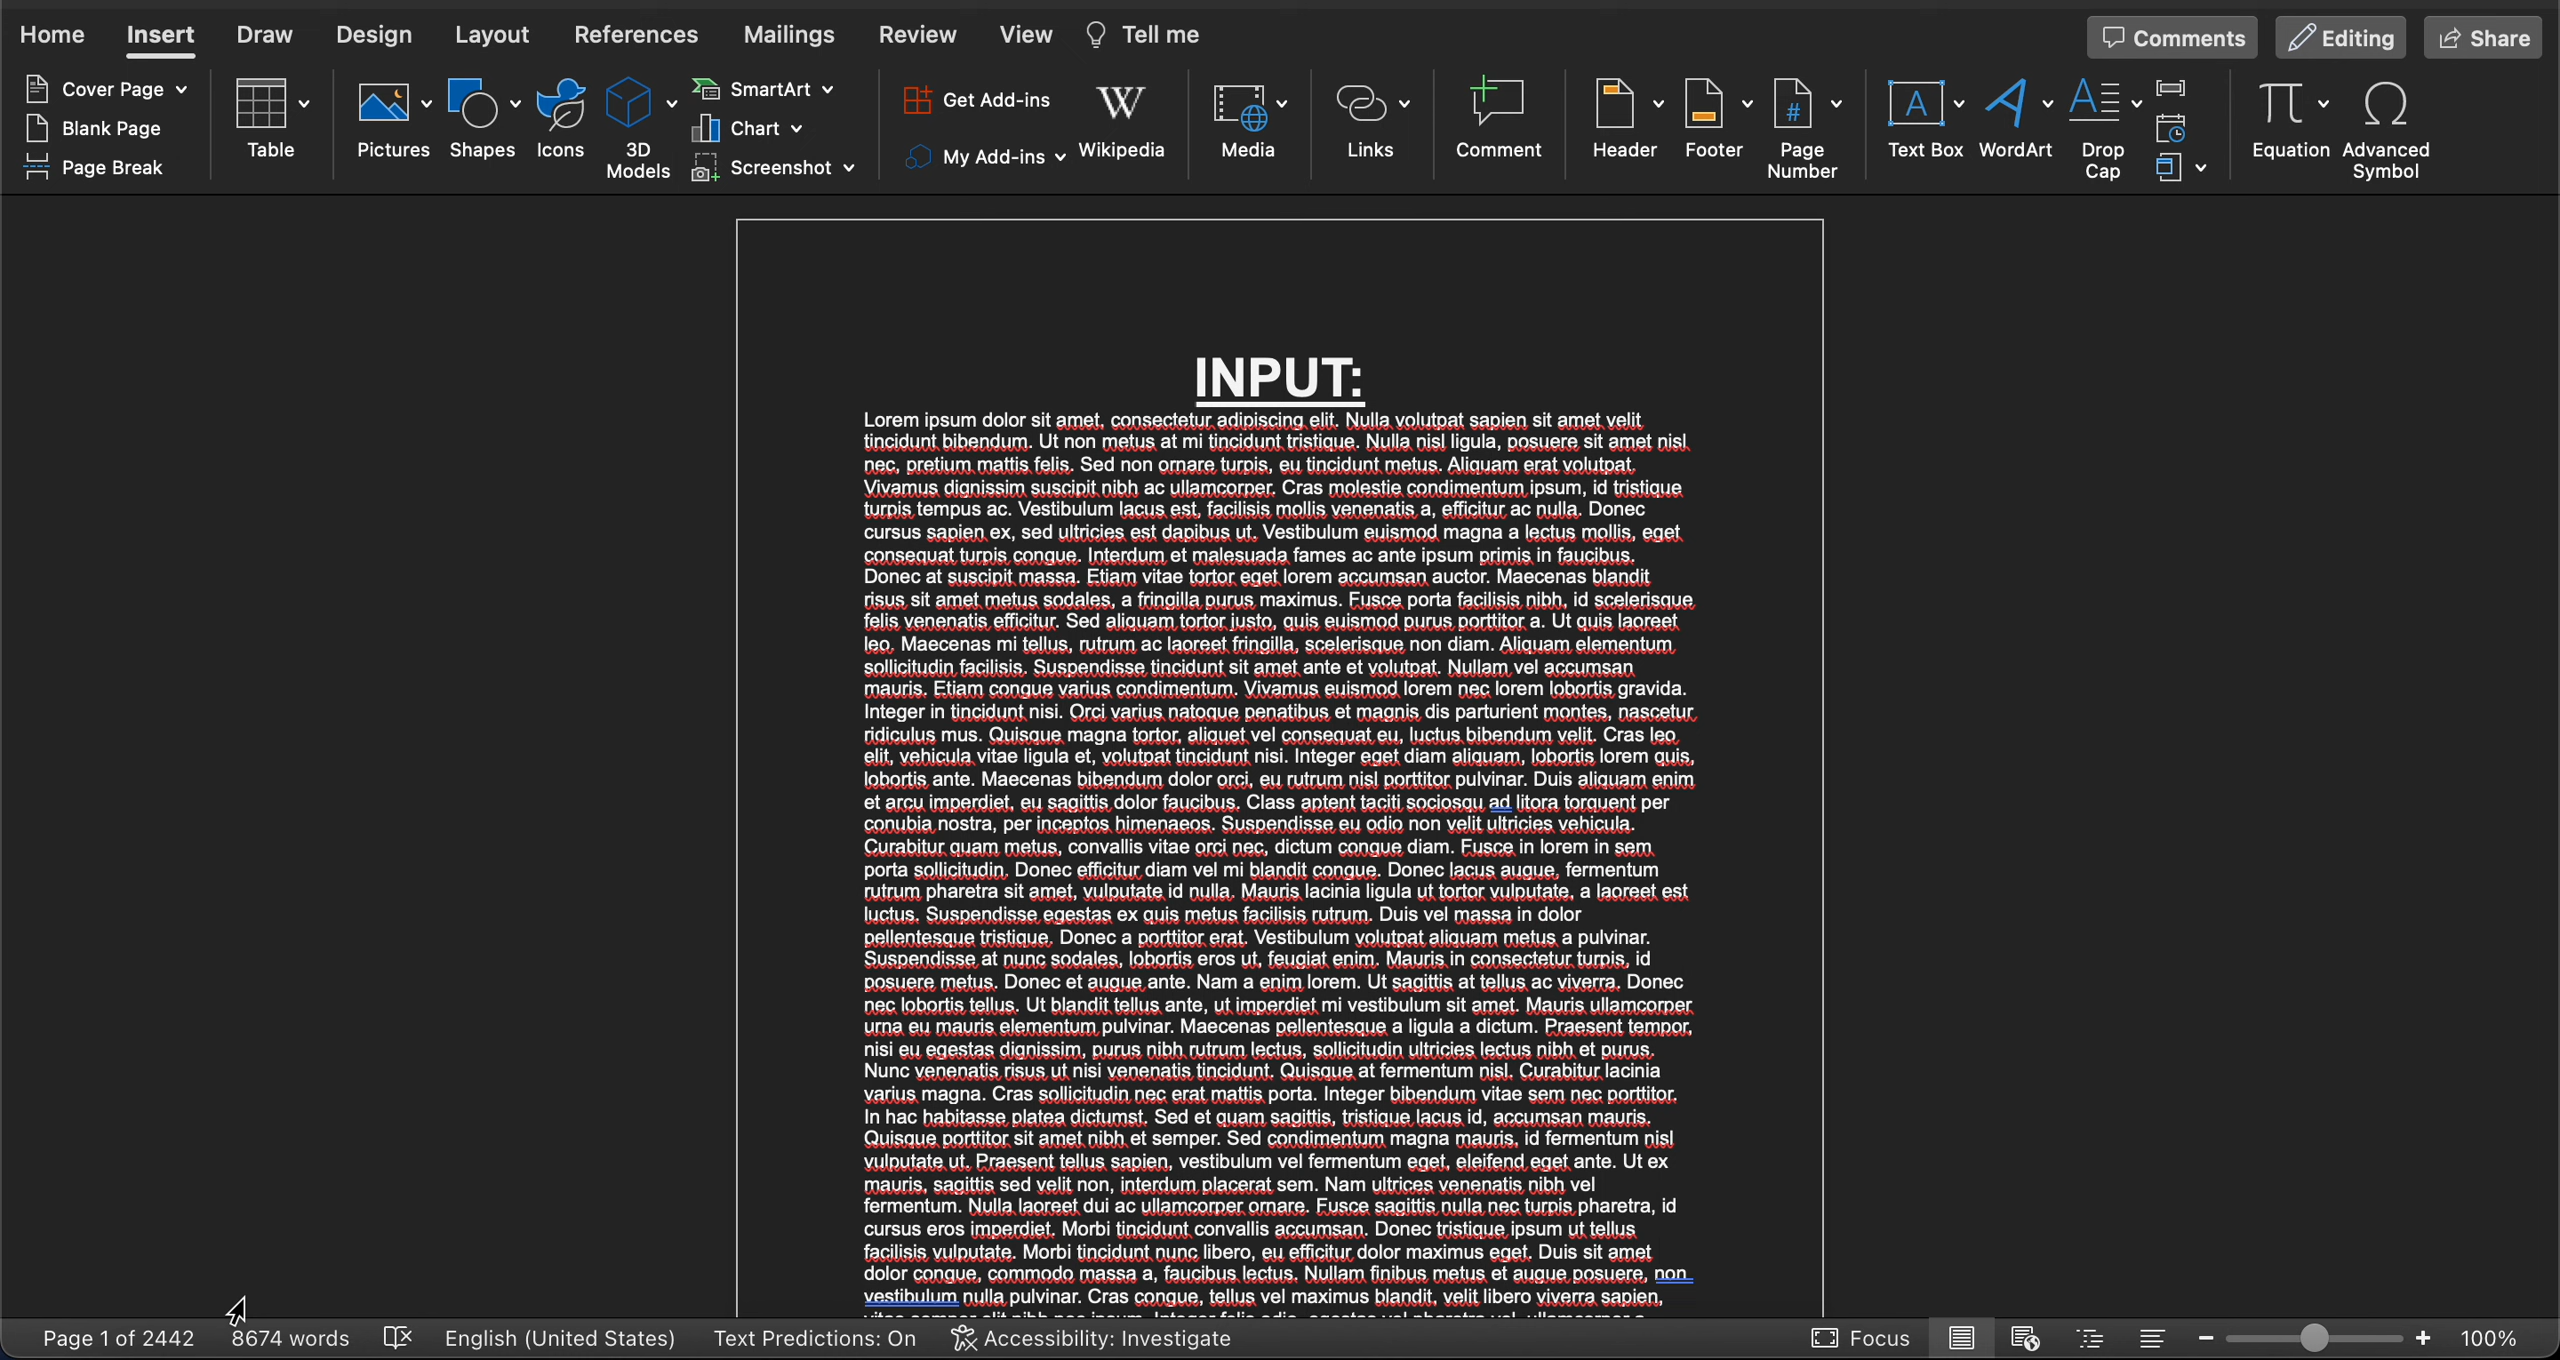 Home Insert Draw Design Layout References Mailings Review View Tell me Comments Editing Share
Cover Page
Blank Page
Page Break
Table
Pictures
Shapes
Icons
3D
Models
SmartArt
Chart
Screenshot
Get Add-ins
My Add-ins
Wikipedia
Media
Links
Comment
Header
Footer
Page
Number
Text Box
WordArt
Drop
Cap
Equation
Advanced
Symbol
INPUT:
Lorem ipsum dolor sit amet, consectetur adipiscing elit. Nulla volutpat sapien sit amet velit
tincidunt bibendum. Ut non metus at mi tincidunt tristique. Nulla nisl ligula, posuere sit amet nisl
nec, pretium mattis felis. Sed non ornare turpis, eu tincidunt metus. Aliquam erat volutpat.
Vivamus dignissim suscipit nibh ac ullamcorper. Cras molestie condimentum ipsum, id tristique
turpis tempus ac. Vestibulum lacus est, facilisis mollis venenatis a, efficitur ac nulla. Donec
cursus sapien ex, sed ultricies est dapibus ut. Vestibulum euismod magna a lectus mollis, eget
consequat turpis congue. Interdum et malesuada fames ac ante ipsum primis in faucibus.
Donec at suscipit massa. Etiam vitae tortor eget lorem accumsan auctor. Maecenas blandit
risus sit amet metus sodales, a fringilla purus maximus. Fusce porta facilisis nibh, id scelerisque
felis venenatis efficitur. Sed aliquam tortor justo, quis euismod purus porttitor a. Ut quis laoreet
leo. Maecenas mi tellus, rutrum ac laoreet fringilla, scelerisque non diam. Aliquam elementum
sollicitudin facilisis. Suspendisse tincidunt sit amet ante et volutpat. Nullam vel accumsan
mauris. Etiam congue varius condimentum. Vivamus euismod lorem nec lorem lobortis gravida.
Integer in tincidunt nisi. Orci varius natoque penatibus et magnis dis parturient montes, nascetur
ridiculus mus. Quisque magna tortor, aliquet vel consequat eu, luctus bibendum velit. Cras leo
elit, vehicula vitae ligula et, volutpat tincidunt nisi. Integer eget diam aliquam, lobortis lorem quis,
lobortis ante. Maecenas bibendum dolor orci, eu rutrum nisl porttitor pulvinar. Duis aliquam enim
et arcu imperdiet, eu sagittis dolor faucibus. Class aptent taciti sociosqu ad litora torquent per
conubia nostra, per inceptos himenaeos. Suspendisse eu odio non velit ultricies vehicula.
Curabitur quam metus, convallis vitae orci nec, dictum congue diam. Fusce in lorem in sem
porta sollicitudin. Donec efficitur diam vel mi blandit congue. Donec lacus augue, fermentum
rutrum pharetra sit amet, vulputate id nulla. Mauris lacinia ligula ut tortor vulputate, a laoreet est
luctus. Suspendisse egestas ex quis metus facilisis rutrum. Duis vel massa in dolor
pellentesque tristique. Donec a porttitor erat. Vestibulum volutpat aliquam metus a pulvinar.
Suspendisse at nunc sodales, lobortis eros ut, feugiat enim. Mauris in consectetur turpis, id
posuere metus. Donec et augue ante. Nam a enim lorem. Ut sagittis at tellus ac viverra. Donec
nec lobortis tellus. Ut blandit tellus ante, ut imperdiet mi vestibulum sit amet. Mauris ullamcorper
urna eu mauris elementum pulvinar. Maecenas pellentesque a ligula a dictum. Praesent tempor,
nisi eu egestas dignissim, purus nibh rutrum lectus, sollicitudin ultricies lectus nibh et purus.
Nunc venenatis risus ut nisi venenatis tincidunt. Quisque at fermentum nisl. Curabitur lacinia
varius magna. Cras sollicitudin nec erat mattis porta. Integer bibendum vitae sem nec porttitor.
In hac habitasse platea dictumst. Sed et quam sagittis, tristique lacus id, accumsan mauris.
Quisque porttitor sit amet nibh et semper. Sed condimentum magna mauris, id fermentum nisl
vulputate ut. Praesent tellus sapien, vestibulum vel fermentum eget, eleifend eget ante. Ut ex
mauris, sagittis sed velit non, interdum placerat sem. Nam ultrices venenatis nibh vel
fermentum. Nulla laoreet dui ac ullamcorper ornare. Fusce sagittis nulla nec turpis pharetra, id
cursus eros imperdiet. Morbi tincidunt convallis accumsan. Donec tristique ipsum ut tellus
facilisis vulputate. Morbi tincidunt nunc libero, eu efficitur dolor maximus eget. Duis sit amet
dolor congue, commodo massa a, faucibus lectus. Nullam finibus metus et augue posuere, non
vestibulum nulla pulvinar. Cras congue, tellus vel maximus blandit, velit libero viverra sapien,
Page 1 of 2442 8674 words English (United States) Text Predictions: On Accessibility: Investigate Focus 100%